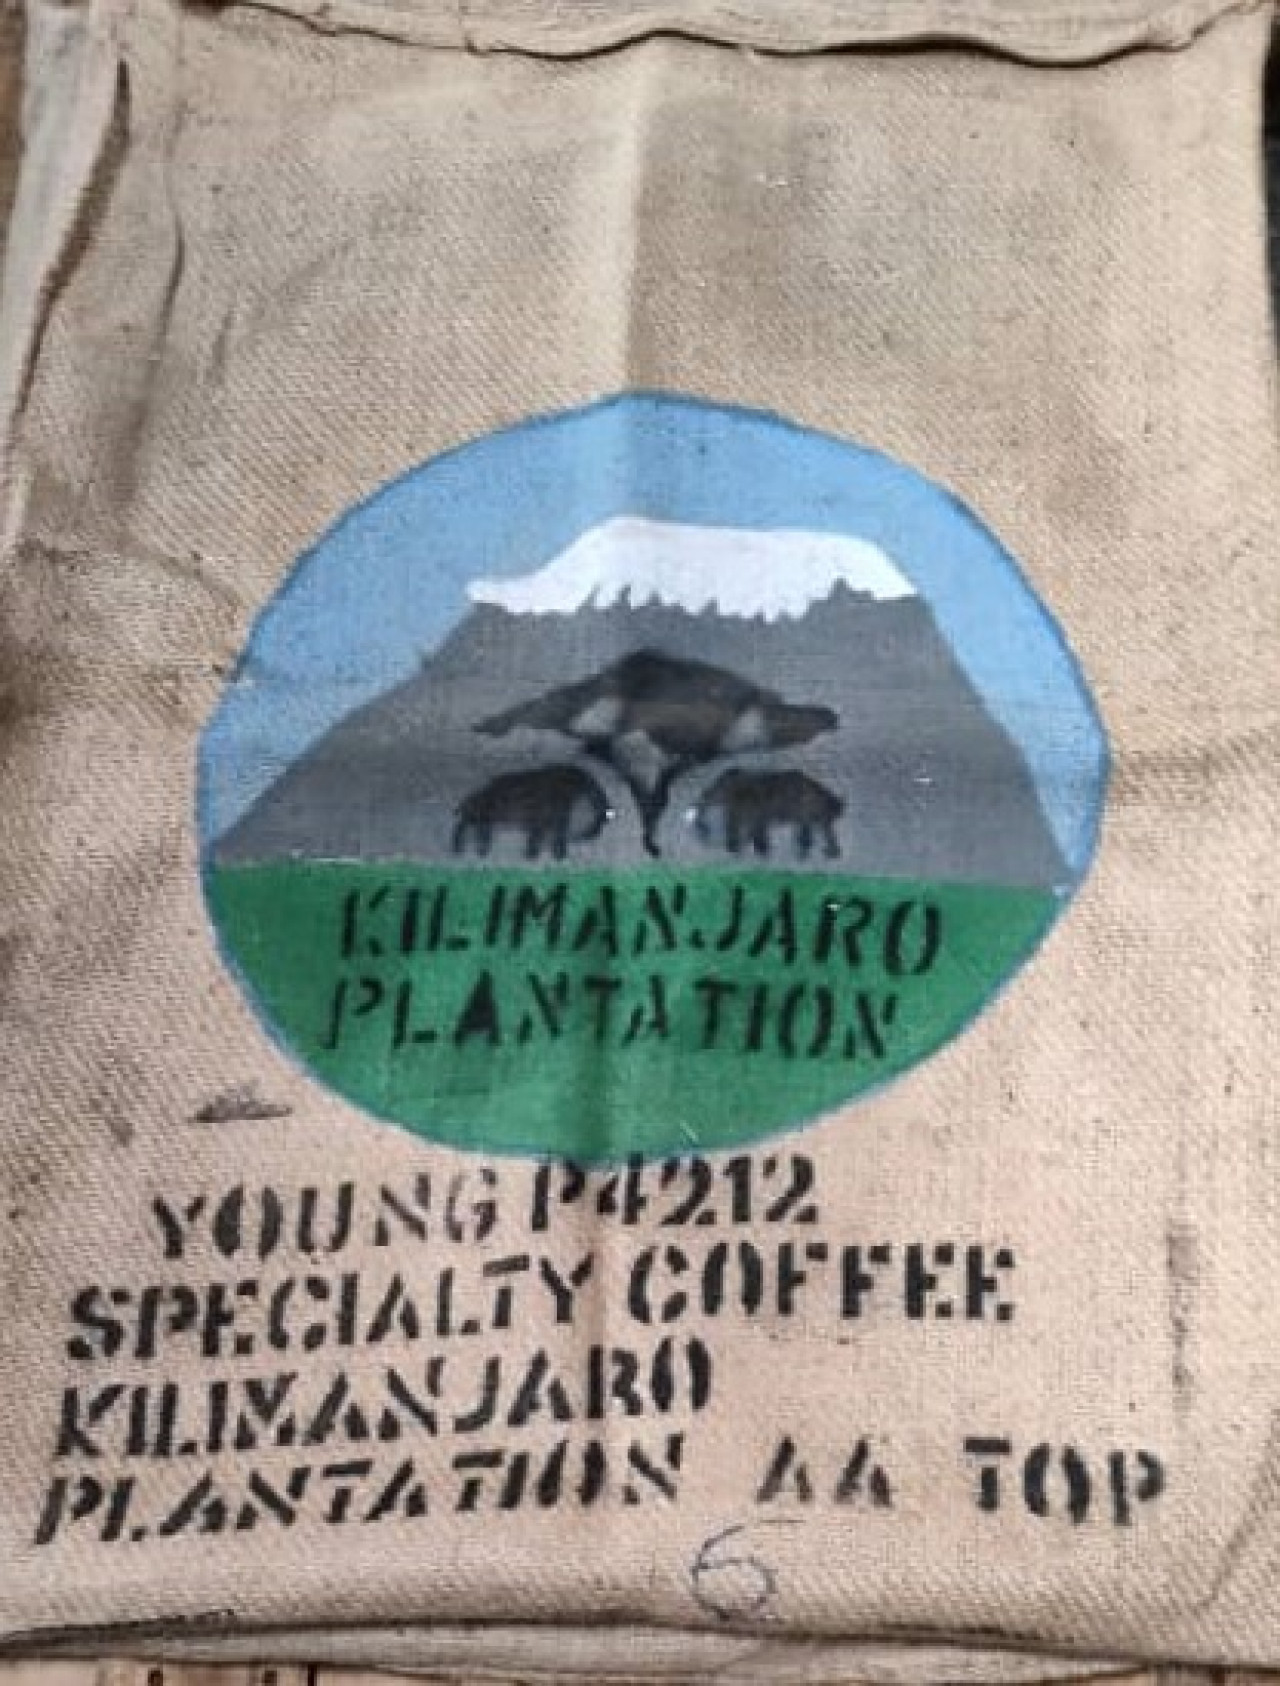 KILIMANJARO
PLANTATION
YOUNG P4212
SPECIALTY COFFEE
KILIMANJARO
PLANTATION AA TOP
6